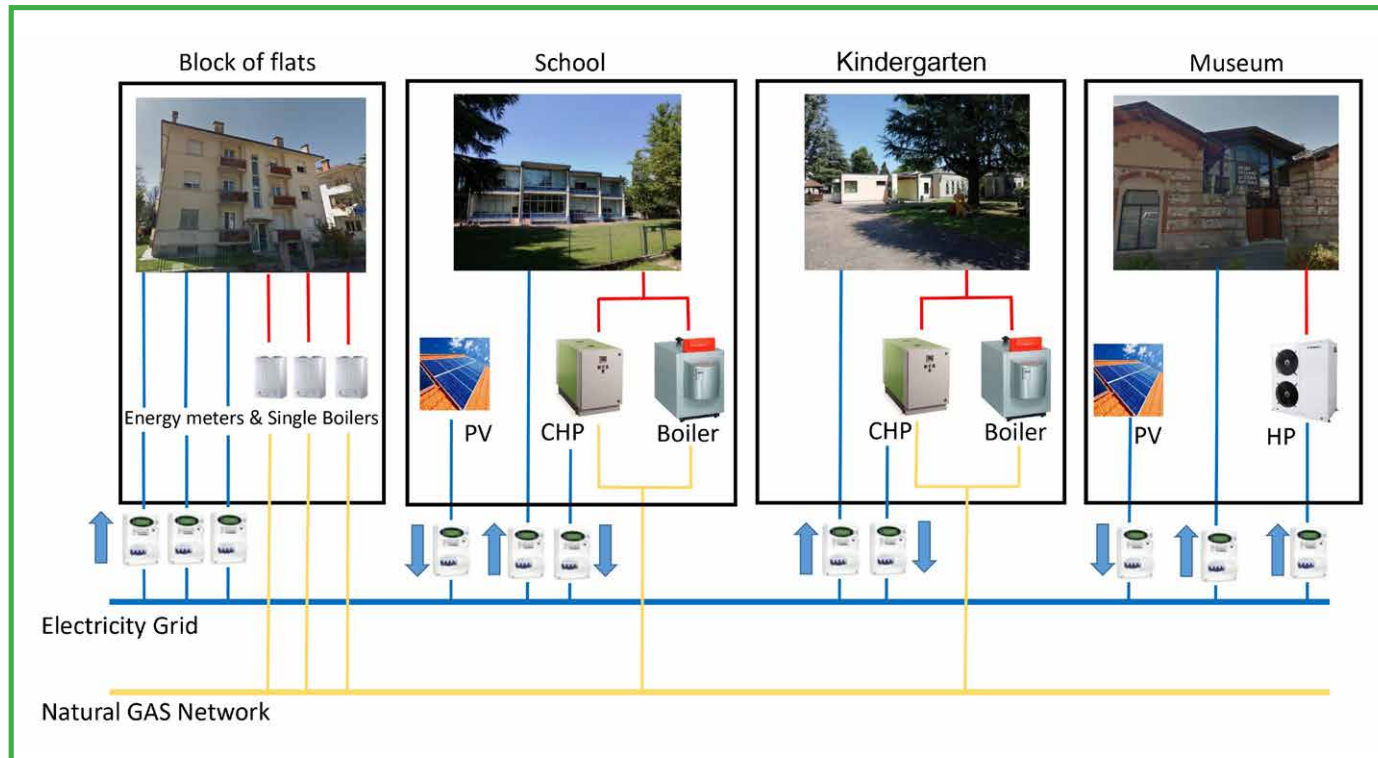 Block of flats
School
Kindergarten
Museum
Energy meters & Single Boilers
PV
CHP
Boiler
CHP
Boiler
PV
HP
Electricity Grid
Natural GAS Network